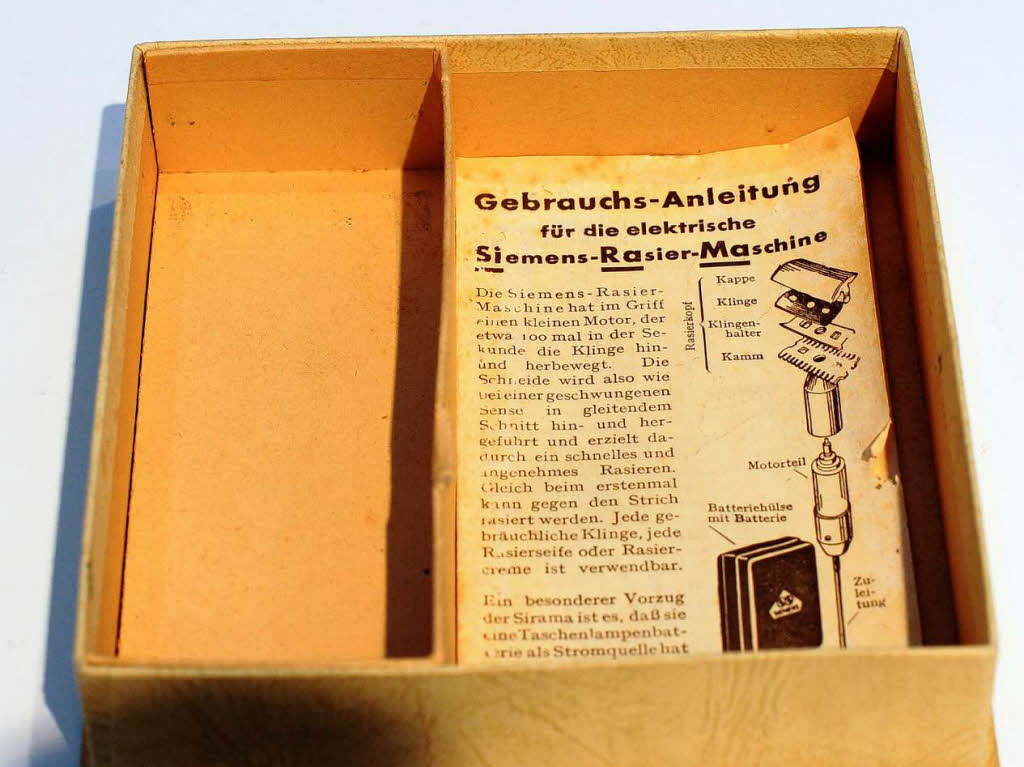 Gebrauchs-Anleitung
für die elektrische
Siemens-Rasier-Maschine
Die Siemens-Rasier-
Maschine hat im Griff
einen kleinen Motor, der
etwa 100 mal in der Se-
kunde die Klinge hin-
und herbewegt. Die
Schneide wird also wie
bei einer geschwungenen
Sense in gleitendem
Schnitt hin- und her-
geführt und erzielt da-
durch ein schnelles und
angenehmes Rasieren.
Gleich beim erstenmal
kann gegen den Strich
rasiert werden. Jede ge-
bräuchliche Klinge, jede
Rasierseife oder Rasier-
creme ist verwendbar.
Ein besonderer Vorzug
der Sirama ist es, daß sie
eine Taschenlampenbat-
terie als Stromquelle hat
Rasierkopf
Kappe
Klinge
Klingen-
halter
Kamm
Motorteil
Batteriehülse
mit Batterie
Zu-
lei-
tung